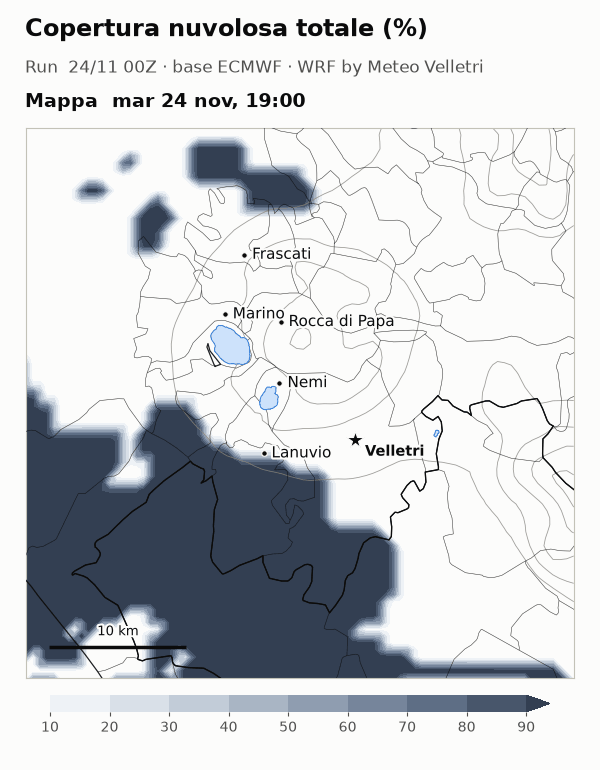 Copertura nuvolosa totale (%)
Run  24/11 00Z · base ECMWF · WRF by Meteo Velletri
Mappa  mar 24 nov, 19:00
Frascati
Marino
Rocca di Papa
Nemi
Velletri
Lanuvio
10 km
10 20 30 40 50 60 70 80 90